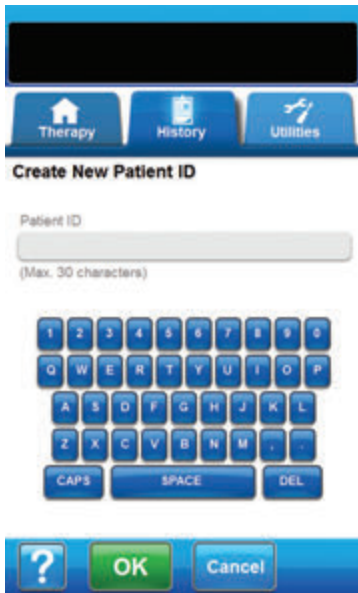 Therapy History Utilities
Create New Patient ID
Patient ID
(Max. 30 characters)
1 2 3 4 5 6 7 8 9 0
Q W E R T Y U I O P
A S D F G H J K L
Z X C V B N M , .
CAPS SPACE DEL
? OK Cancel